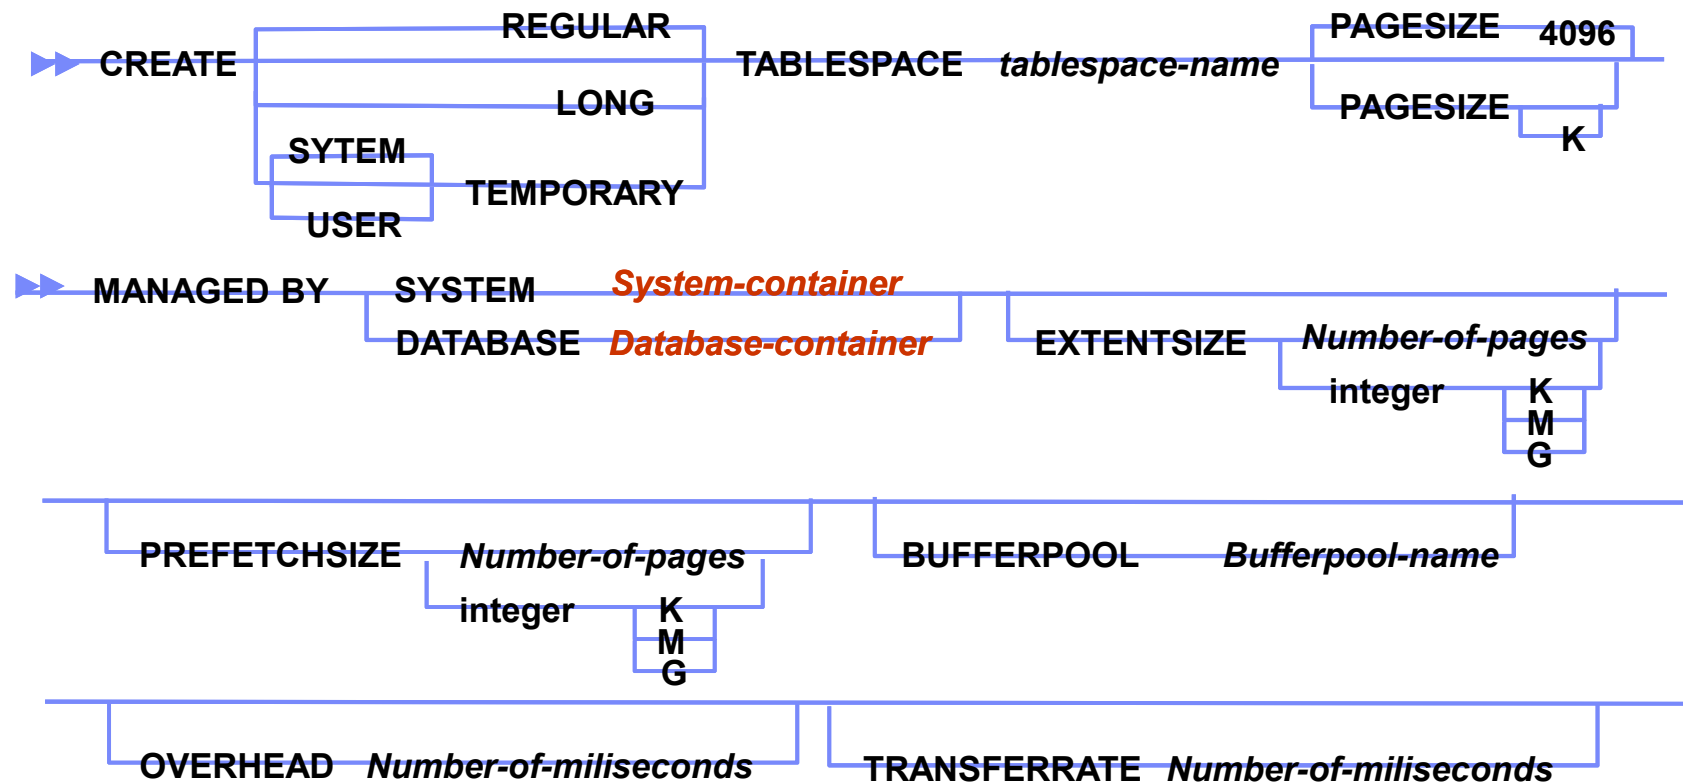 REGULAR PAGESIZE 4096
CREATE TABLESPACE tablespace-name
LONG PAGESIZE
K
SYTEM
TEMPORARY
USER
MANAGED BY SYSTEM System-container
DATABASE Database-container EXTENTSIZE Number-of-pages
integer K
M
G
PREFETCHSIZE Number-of-pages BUFFERPOOL Bufferpool-name
integer K
M
G
OVERHEAD Number-of-miliseconds TRANSFERRATE Number-of-miliseconds